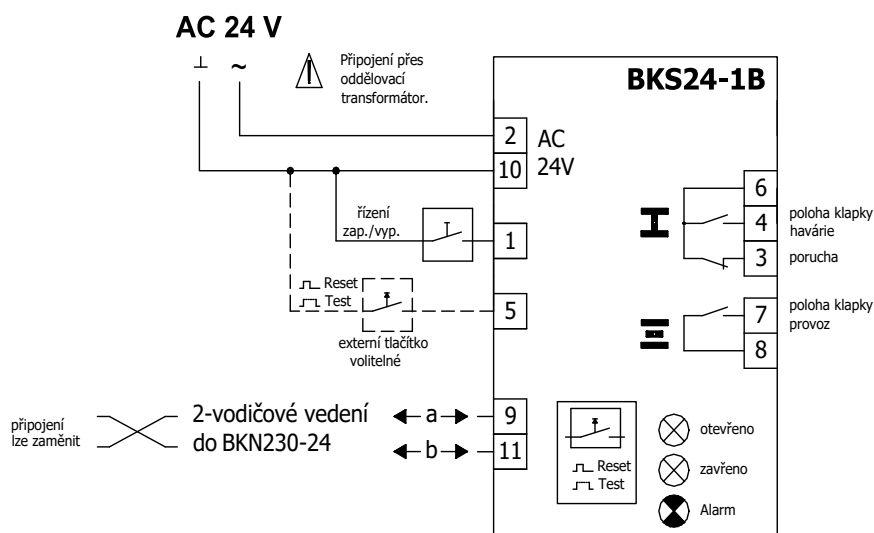 AC 24 V
⊥ ~
Připojení přes
oddělovací
transformátor.
BKS24-1B
2
10
AC
24V
řízení
zap./vyp.
1
Reset
Test
5
externí tlačítko
volitelné
6
4
3
poloha klapky
havárie
porucha
7
8
poloha klapky
provoz
připojení
lze zaměnit
2-vodičové vedení
do BKN230-24
a
b
9
11
Reset
Test
otevřeno
zavřeno
Alarm